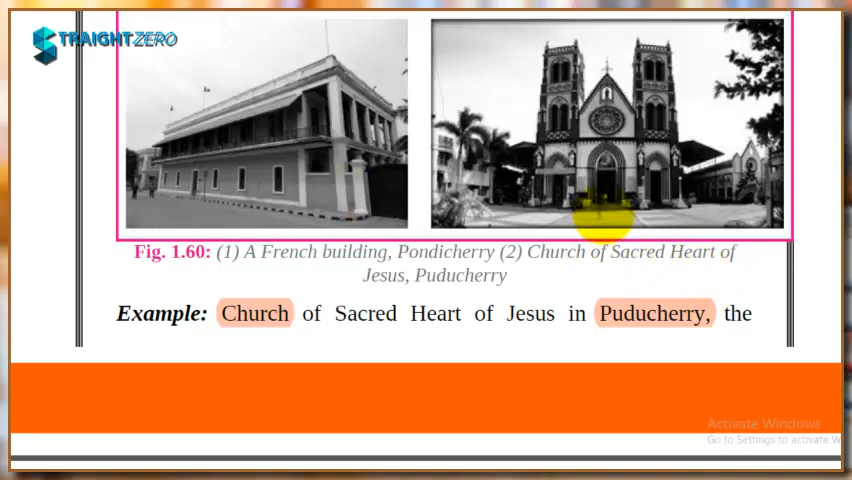 STRAIGHTZERO
Fig. 1.60: (1) A French building, Pondicherry (2) Church of Sacred Heart of
Jesus, Puducherry
Example: Church of Sacred Heart of Jesus in Puducherry, the
Activate Windows
Go to Settings to activate W